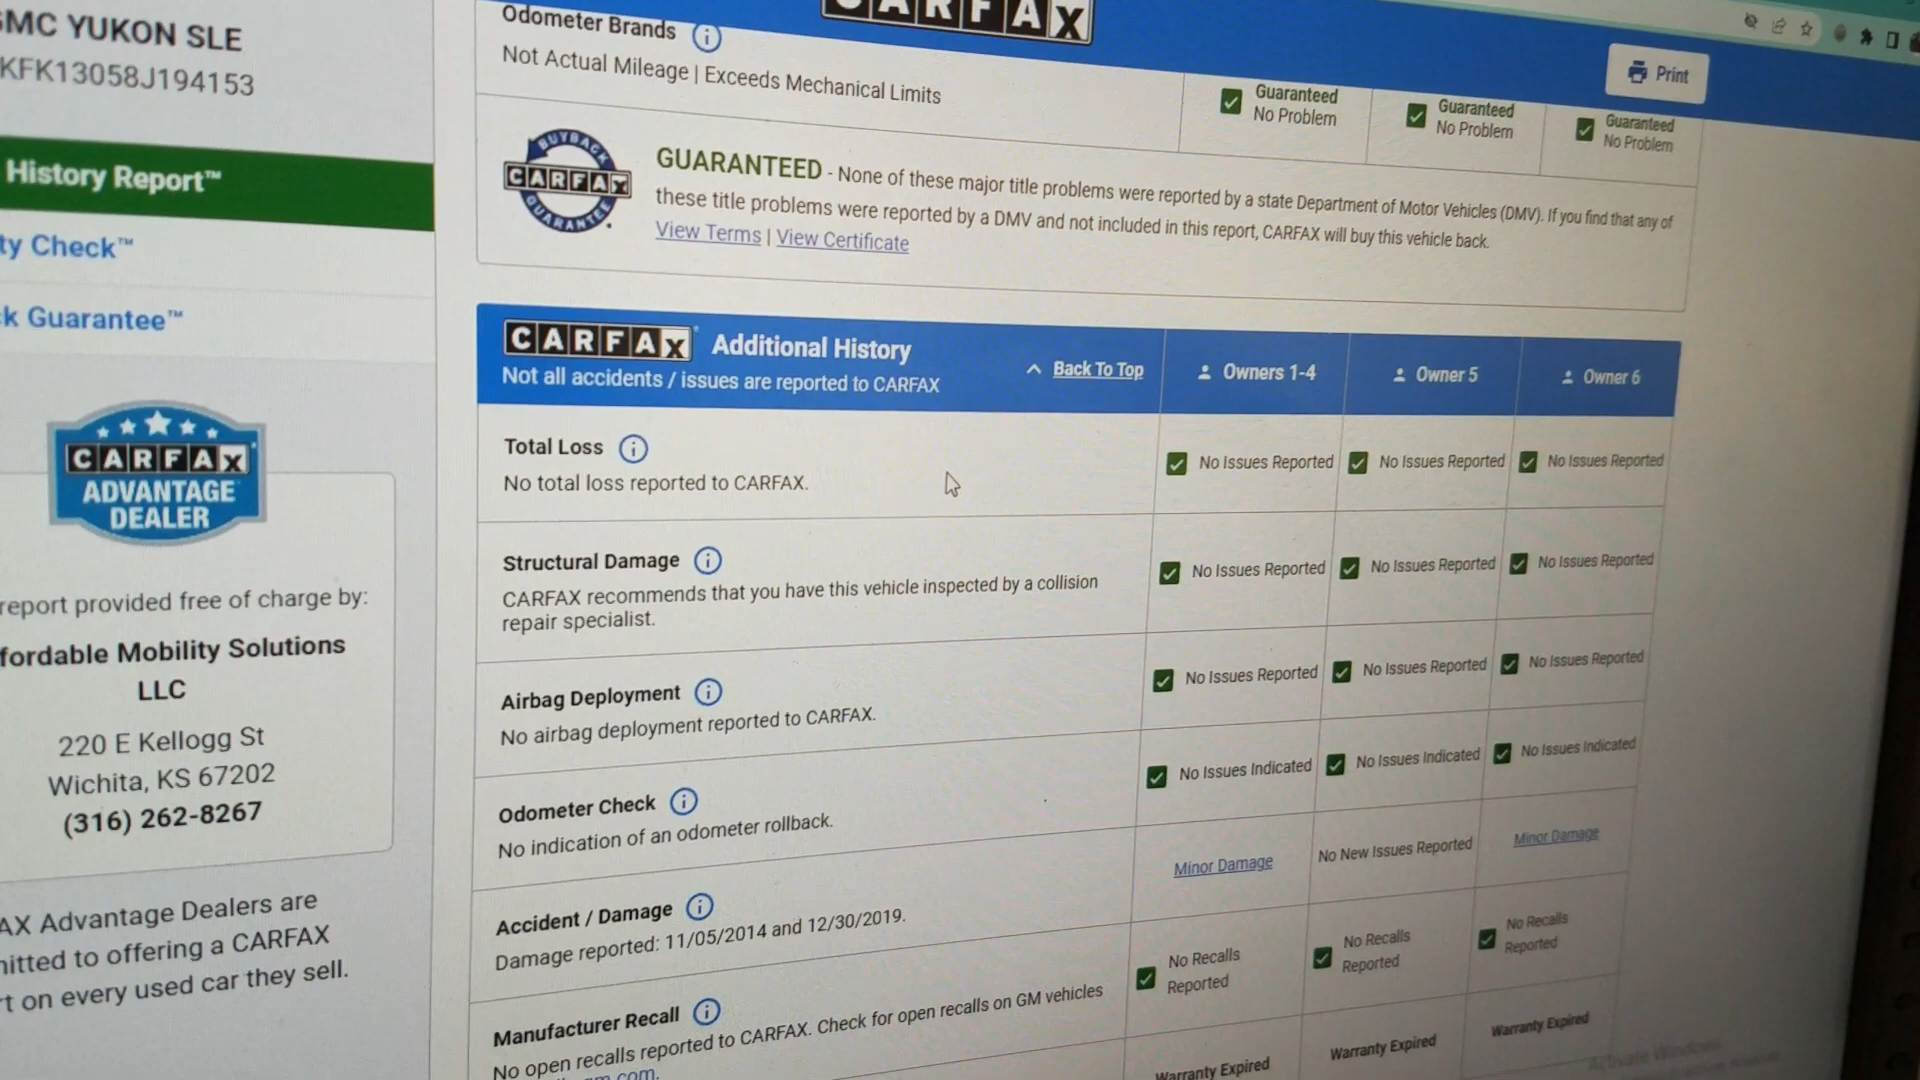 GMC YUKON SLE
KFK13058J194153
History Report™
ty Check™
k Guarantee™
CARFAX
ADVANTAGE
DEALER
report provided free of charge by:
fordable Mobility Solutions
LLC
220 E Kellogg St
Wichita, KS 67202
(316) 262-8267
AX Advantage Dealers are
nitted to offering a CARFAX
rt on every used car they sell.
CARFAX
Print
Odometer Brands
Not Actual Mileage | Exceeds Mechanical Limits
Guaranteed
No Problem
Guaranteed
No Problem
Guaranteed
No Problem
BUYBACK
CARFAX
GUARANTEE
GUARANTEED - None of these major title problems were reported by a state Department of Motor Vehicles (DMV). If you find that any of
these title problems were reported by a DMV and not included in this report, CARFAX will buy this vehicle back.
View Terms | View Certificate
CARFAX Additional History
Not all accidents / issues are reported to CARFAX
Back To Top
Owners 1-4
Owner 5
Owner 6
Total Loss
No total loss reported to CARFAX.
No Issues Reported
No Issues Reported
No Issues Reported
Structural Damage
CARFAX recommends that you have this vehicle inspected by a collision
repair specialist.
No Issues Reported
No Issues Reported
No Issues Reported
Airbag Deployment
No airbag deployment reported to CARFAX.
No Issues Reported
No Issues Reported
No Issues Reported
Odometer Check
No indication of an odometer rollback.
No Issues Indicated
No Issues Indicated
No Issues Indicated
Accident / Damage
Damage reported: 11/05/2014 and 12/30/2019.
Minor Damage
No New Issues Reported
Minor Damage
Manufacturer Recall
No open recalls reported to CARFAX. Check for open recalls on GM vehicles
No Recalls
Reported
No Recalls
Reported
No Recalls
Reported
Warranty Expired
Warranty Expired
Warranty Expired
Activate Windows